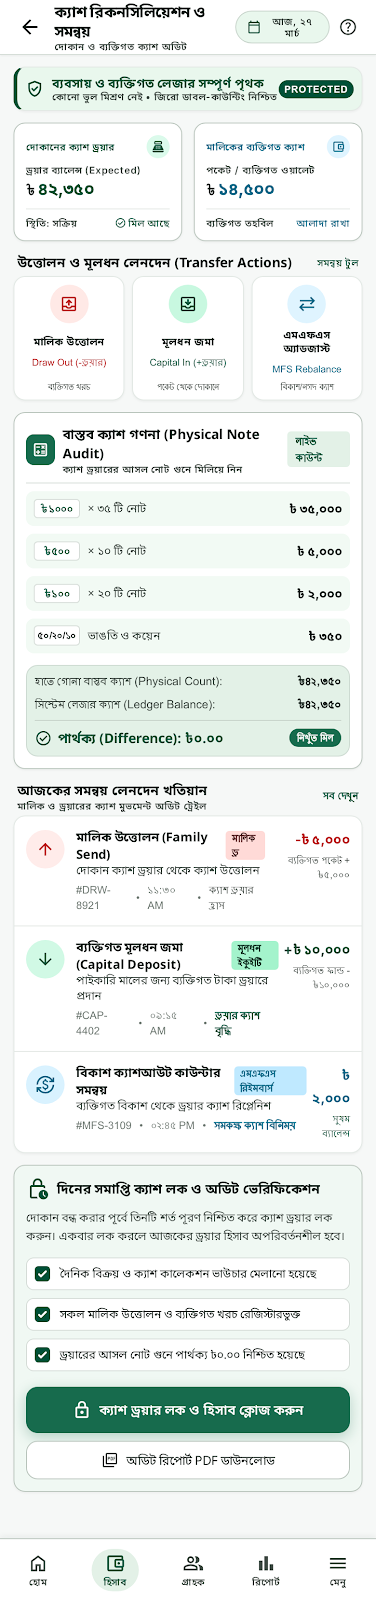 ক্যাশ রিকনসিলিয়েশন ও
সমন্বয়
দোকান ও ব্যক্তিগত ক্যাশ অডিট
আজ, ২৭
মার্চ
ব্যবসায় ও ব্যক্তিগত লেজার সম্পূর্ণ পৃথক
কোনো ভুল মিশ্রণ নেই • জিরো ডাবল-কাউন্টিং নিশ্চিত
PROTECTED
দোকানের ক্যাশ ড্রয়ার
ড্রয়ার ব্যালেন্স (Expected)
৳ ৪২,৩৫০
স্থিতি: সক্রিয়
মিল আছে
মালিকের ব্যক্তিগত ক্যাশ
পকেট / ব্যক্তিগত ওয়ালেট
৳ ১৪,৫০০
ব্যক্তিগত তহবিল
আলাদা রাখা
উত্তোলন ও মূলধন লেনদেন (Transfer Actions)
সমন্বয় টুল
মালিক উত্তোলন
Draw Out (-ড্রয়ার)
ব্যক্তিগত খরচ
মূলধন জমা
Capital In (+ড্রয়ার)
পকেট থেকে দোকানে
এমএফএস
অ্যাডজাস্ট
MFS Rebalance
বিকাশ/নগদ ক্যাশ
বাস্তব ক্যাশ গণনা (Physical Note
Audit)
ক্যাশ ড্রয়ারের আসল নোট গুনে মিলিয়ে নিন
লাইভ
কাউন্ট
৳১০০০ × ৩৫ টি নোট ৳ ৩৫,০০০
৳৫০০ × ১০ টি নোট ৳ ৫,০০০
৳১০০ × ২০ টি নোট ৳ ২,০০০
৫০/২০/১০ ভাঙতি ও কয়েন ৳ ৩৫০
হাতে গোনা বাস্তব ক্যাশ (Physical Count): ৳৪২,৩৫০
সিস্টেম লেজার ক্যাশ (Ledger Balance): ৳৪২,৩৫০
পার্থক্য (Difference): ৳০.০০ নিখুঁত মিল
আজকের সমন্বয় লেনদেন খতিয়ান
মালিক ও ড্রয়ারের ক্যাশ মুভমেন্ট অডিট ট্রেইল
সব দেখুন
মালিক উত্তোলন (Family
Send)
মালিক
ড্র
দোকান ক্যাশ ড্রয়ার থেকে ক্যাশ উত্তোলন
#DRW-
8921
•
১১:৩০
AM
•
ক্যাশ ড্রয়ার
হ্রাস
-৳ ৫,০০০
ব্যক্তিগত পকেট +
৳৫,০০০
ব্যক্তিগত মূলধন জমা
(Capital Deposit)
মূলধন
ইকুইটি
পাইকারি মালের জন্য ব্যক্তিগত টাকা ড্রয়ারে
প্রদান
#CAP-
4402
•
০৯:১৫
AM
•
ড্রয়ার ক্যাশ
বৃদ্ধি
+৳ ১০,০০০
ব্যক্তিগত ফান্ড -
৳১০,০০০
বিকাশ ক্যাশআউট কাউন্টার
সমন্বয়
এমএফএস
রিইমবার্স
ব্যক্তিগত বিকাশ থেকে ড্রয়ার ক্যাশ রিপ্লেনিশ
#MFS-3109 • ০২:৪৫ PM • সমকক্ষ ক্যাশ বিনিময়
৳
২,০০০
সুষম
ব্যালেন্স
দিনের সমাপ্তি ক্যাশ লক ও অডিট ভেরিফিকেশন
দোকান বন্ধ করার পূর্বে তিনটি শর্ত পূরণ নিশ্চিত করে ক্যাশ ড্রয়ার লক
করুন। একবার লক করলে আজকের ড্রয়ার হিসাব অপরিবর্তনশীল হবে।
দৈনিক বিক্রয় ও ক্যাশ কালেকশন ভাউচার মেলানো হয়েছে
সকল মালিক উত্তোলন ও ব্যক্তিগত খরচ রেজিস্টারভুক্ত
ড্রয়ারের আসল নোট গুনে পার্থক্য ৳০.০০ নিশ্চিত হয়েছে
ক্যাশ ড্রয়ার লক ও হিসাব ক্লোজ করুন
অডিট রিপোর্ট PDF ডাউনলোড
হোম
হিসাব
গ্রাহক
রিপোর্ট
মেনু